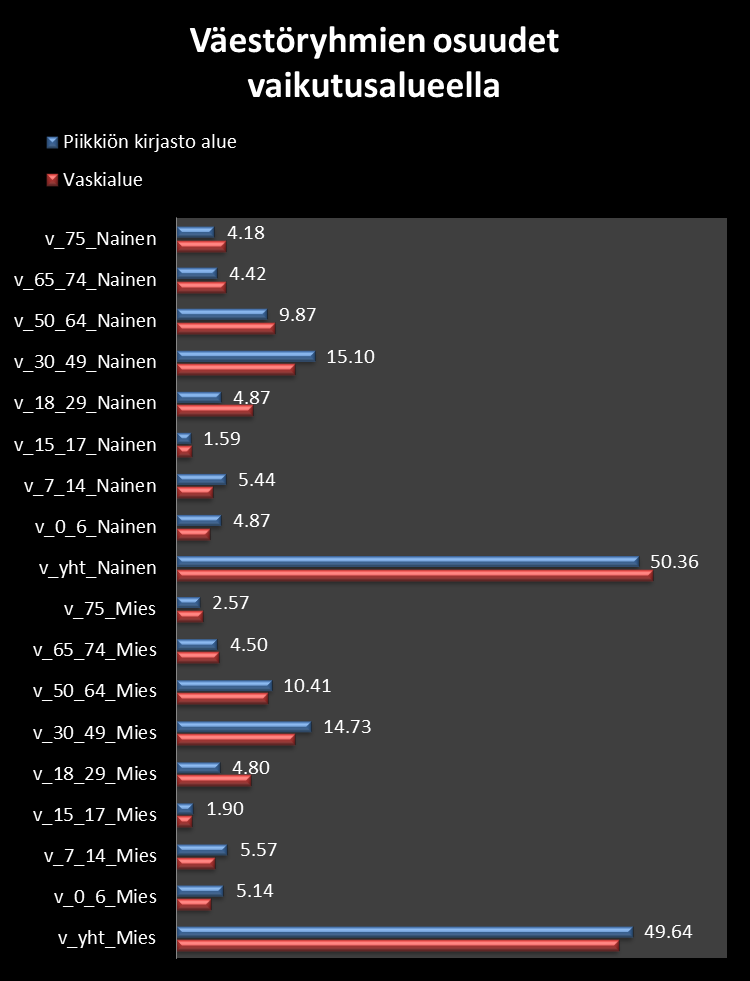 Väestöryhmien osuudet
vaikutusalueella
Piikkiön kirjasto alue
Vaskialue
v_75_Nainen 4.18
v_65_74_Nainen 4.42
v_50_64_Nainen 9.87
v_30_49_Nainen 15.10
v_18_29_Nainen 4.87
v_15_17_Nainen 1.59
v_7_14_Nainen 5.44
v_0_6_Nainen 4.87
v_yht_Nainen 50.36
v_75_Mies 2.57
v_65_74_Mies 4.50
v_50_64_Mies 10.41
v_30_49_Mies 14.73
v_18_29_Mies 4.80
v_15_17_Mies 1.90
v_7_14_Mies 5.57
v_0_6_Mies 5.14
v_yht_Mies 49.64